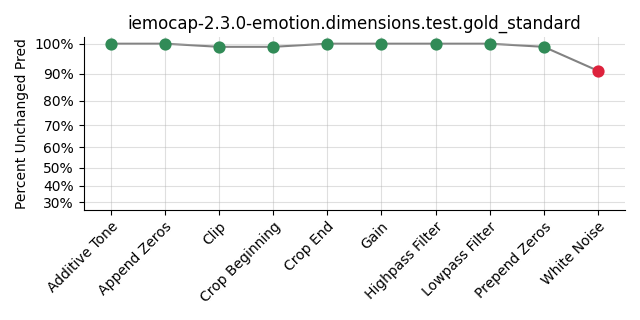 iemocap-2.3.0-emotion.dimensions.test.gold_standard
Percent Unchanged Pred
100%
90%
80%
70%
60%
50%
40%
30%
Additive Tone
Append Zeros
Clip
Crop Beginning
Crop End
Gain
Highpass Filter
Lowpass Filter
Prepend Zeros
White Noise